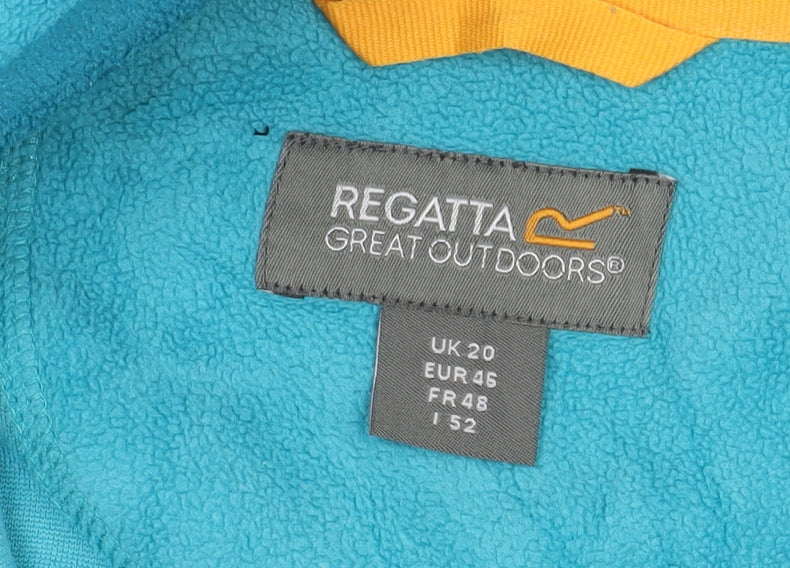 REGATTA
GREAT OUTDOORS®
UK 20
EUR 46
FR 48
I 52